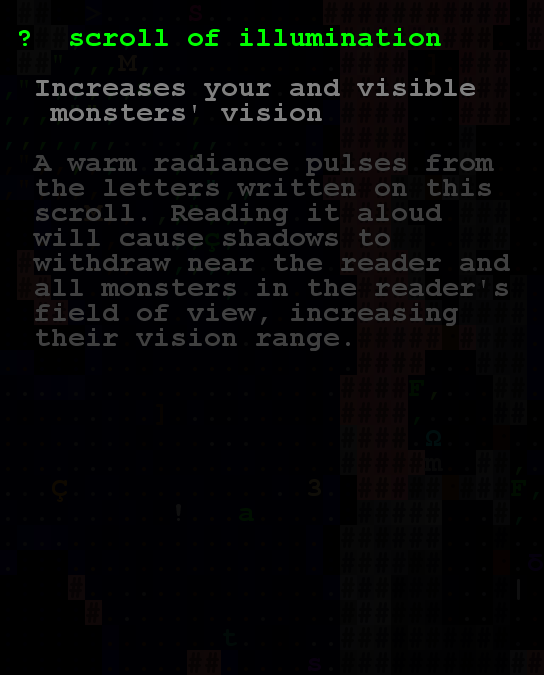 ? scroll of illumination
Increases your and visible
monsters' vision
A warm radiance pulses from
the letters written on this
scroll. Reading it aloud
will cause shadows to
withdraw near the reader and
all monsters in the reader's
field of view, increasing
their vision range.